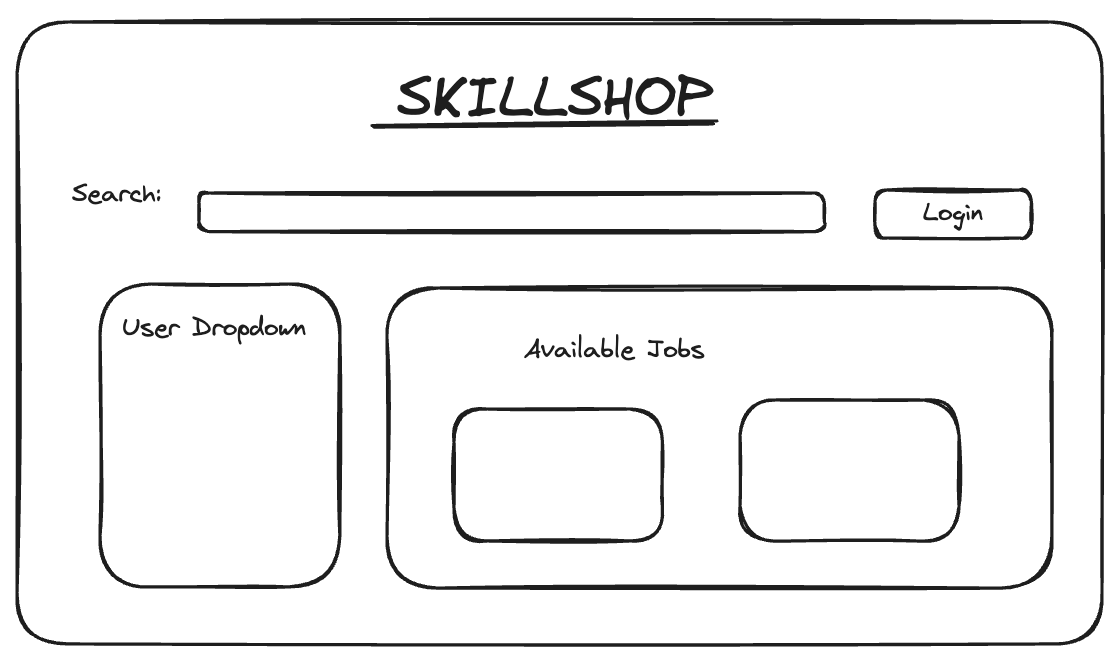 SKILLSHOP
Search:
Login
User Dropdown
Available Jobs